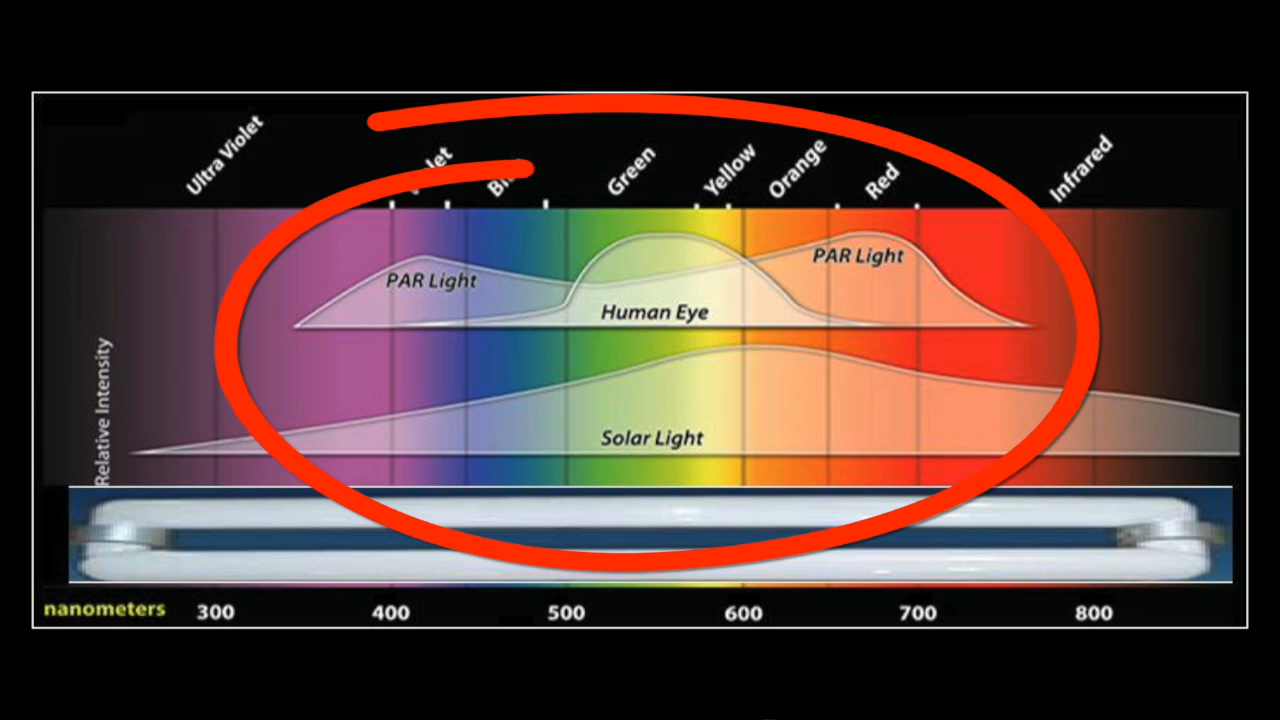 Ultra Violet
Green
Yellow
Orange
Red
Infrared
PAR Light
PAR Light
Human Eye
Relative Intensity
Solar Light
nanometers 300 400 500 600 700 800